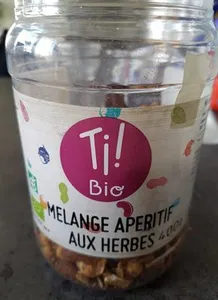 Ti!
Bio
MELANGE APERITIF
AUX HERBES 400G